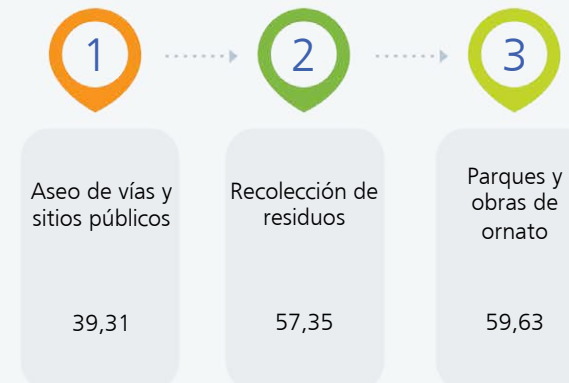 1
2
3
Aseo de vías y
sitios públicos
39,31
Recolección de
residuos
57,35
Parques y
obras de
ornato
59,63